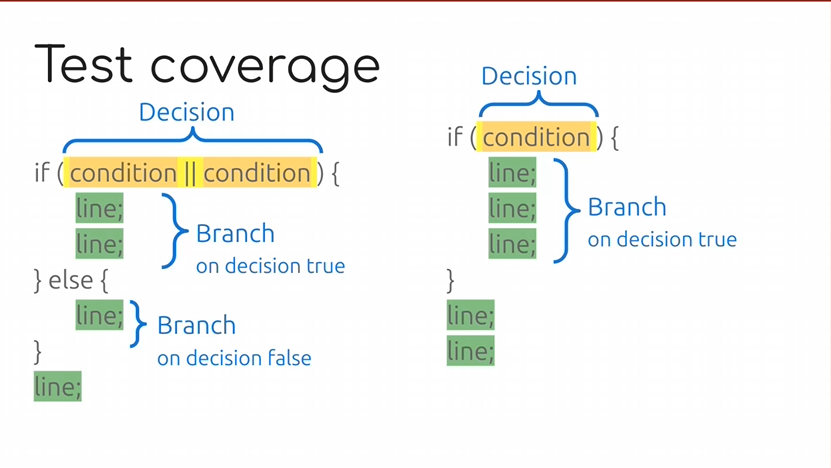 Test coverage
Decision
if ( condition || condition ) {
line;
line;
Branch
on decision true
} else {
line;
Branch
on decision false
}
line;
Decision
if ( condition ) {
line;
line;
line;
Branch
on decision true
}
line;
line;